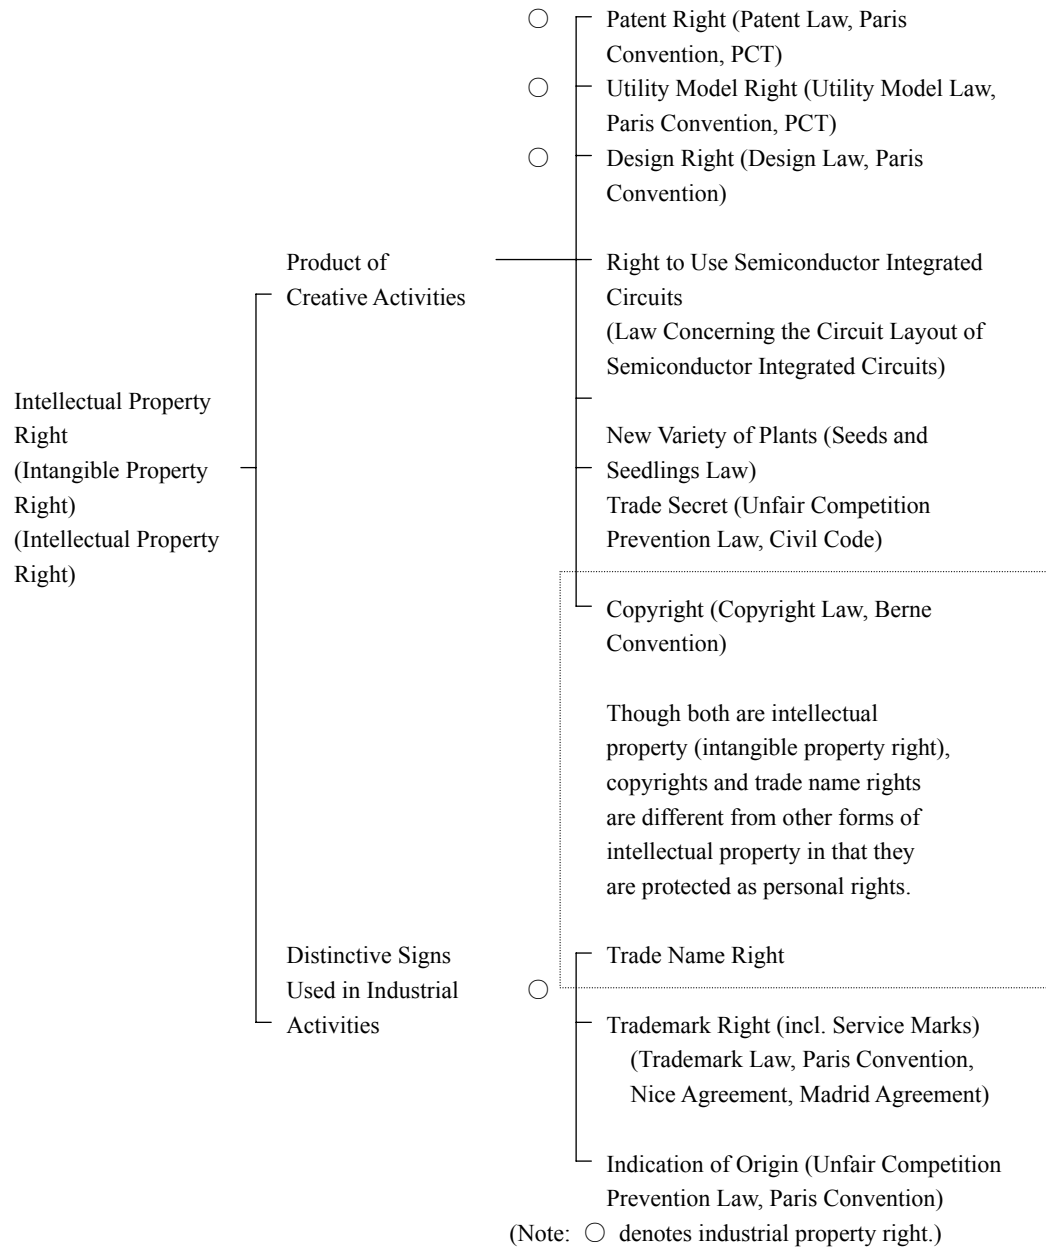 ○ Patent Right (Patent Law, Paris
Convention, PCT)
○ Utility Model Right (Utility Model Law,
Paris Convention, PCT)
○ Design Right (Design Law, Paris
Convention)
Product of
Creative Activities
Right to Use Semiconductor Integrated
Circuits
(Law Concerning the Circuit Layout of
Semiconductor Integrated Circuits)
Intellectual Property
Right
(Intangible Property
Right)
(Intellectual Property
Right)
New Variety of Plants (Seeds and
Seedlings Law)
Trade Secret (Unfair Competition
Prevention Law, Civil Code)
Copyright (Copyright Law, Berne
Convention)
Though both are intellectual
property (intangible property right),
copyrights and trade name rights
are different from other forms of
intellectual property in that they
are protected as personal rights.
Distinctive Signs
Used in Industrial
Activities
Trade Name Right
○
Trademark Right (incl. Service Marks)
(Trademark Law, Paris Convention,
Nice Agreement, Madrid Agreement)
Indication of Origin (Unfair Competition
Prevention Law, Paris Convention)
(Note: ○ denotes industrial property right.)